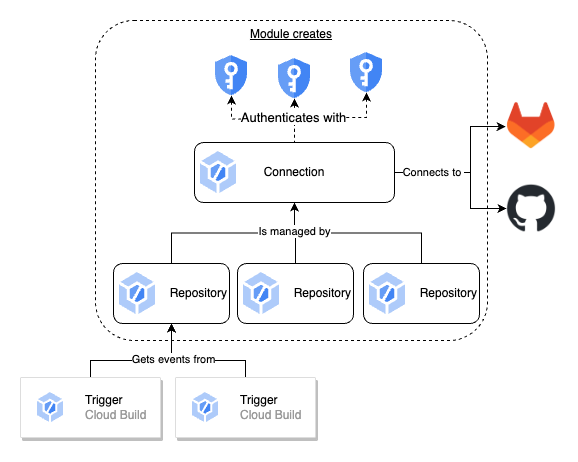 Module creates
Authenticates with
Connection
Connects to
Is managed by
Repository
Repository
Repository
Gets events from
Trigger
Cloud Build
Trigger
Cloud Build